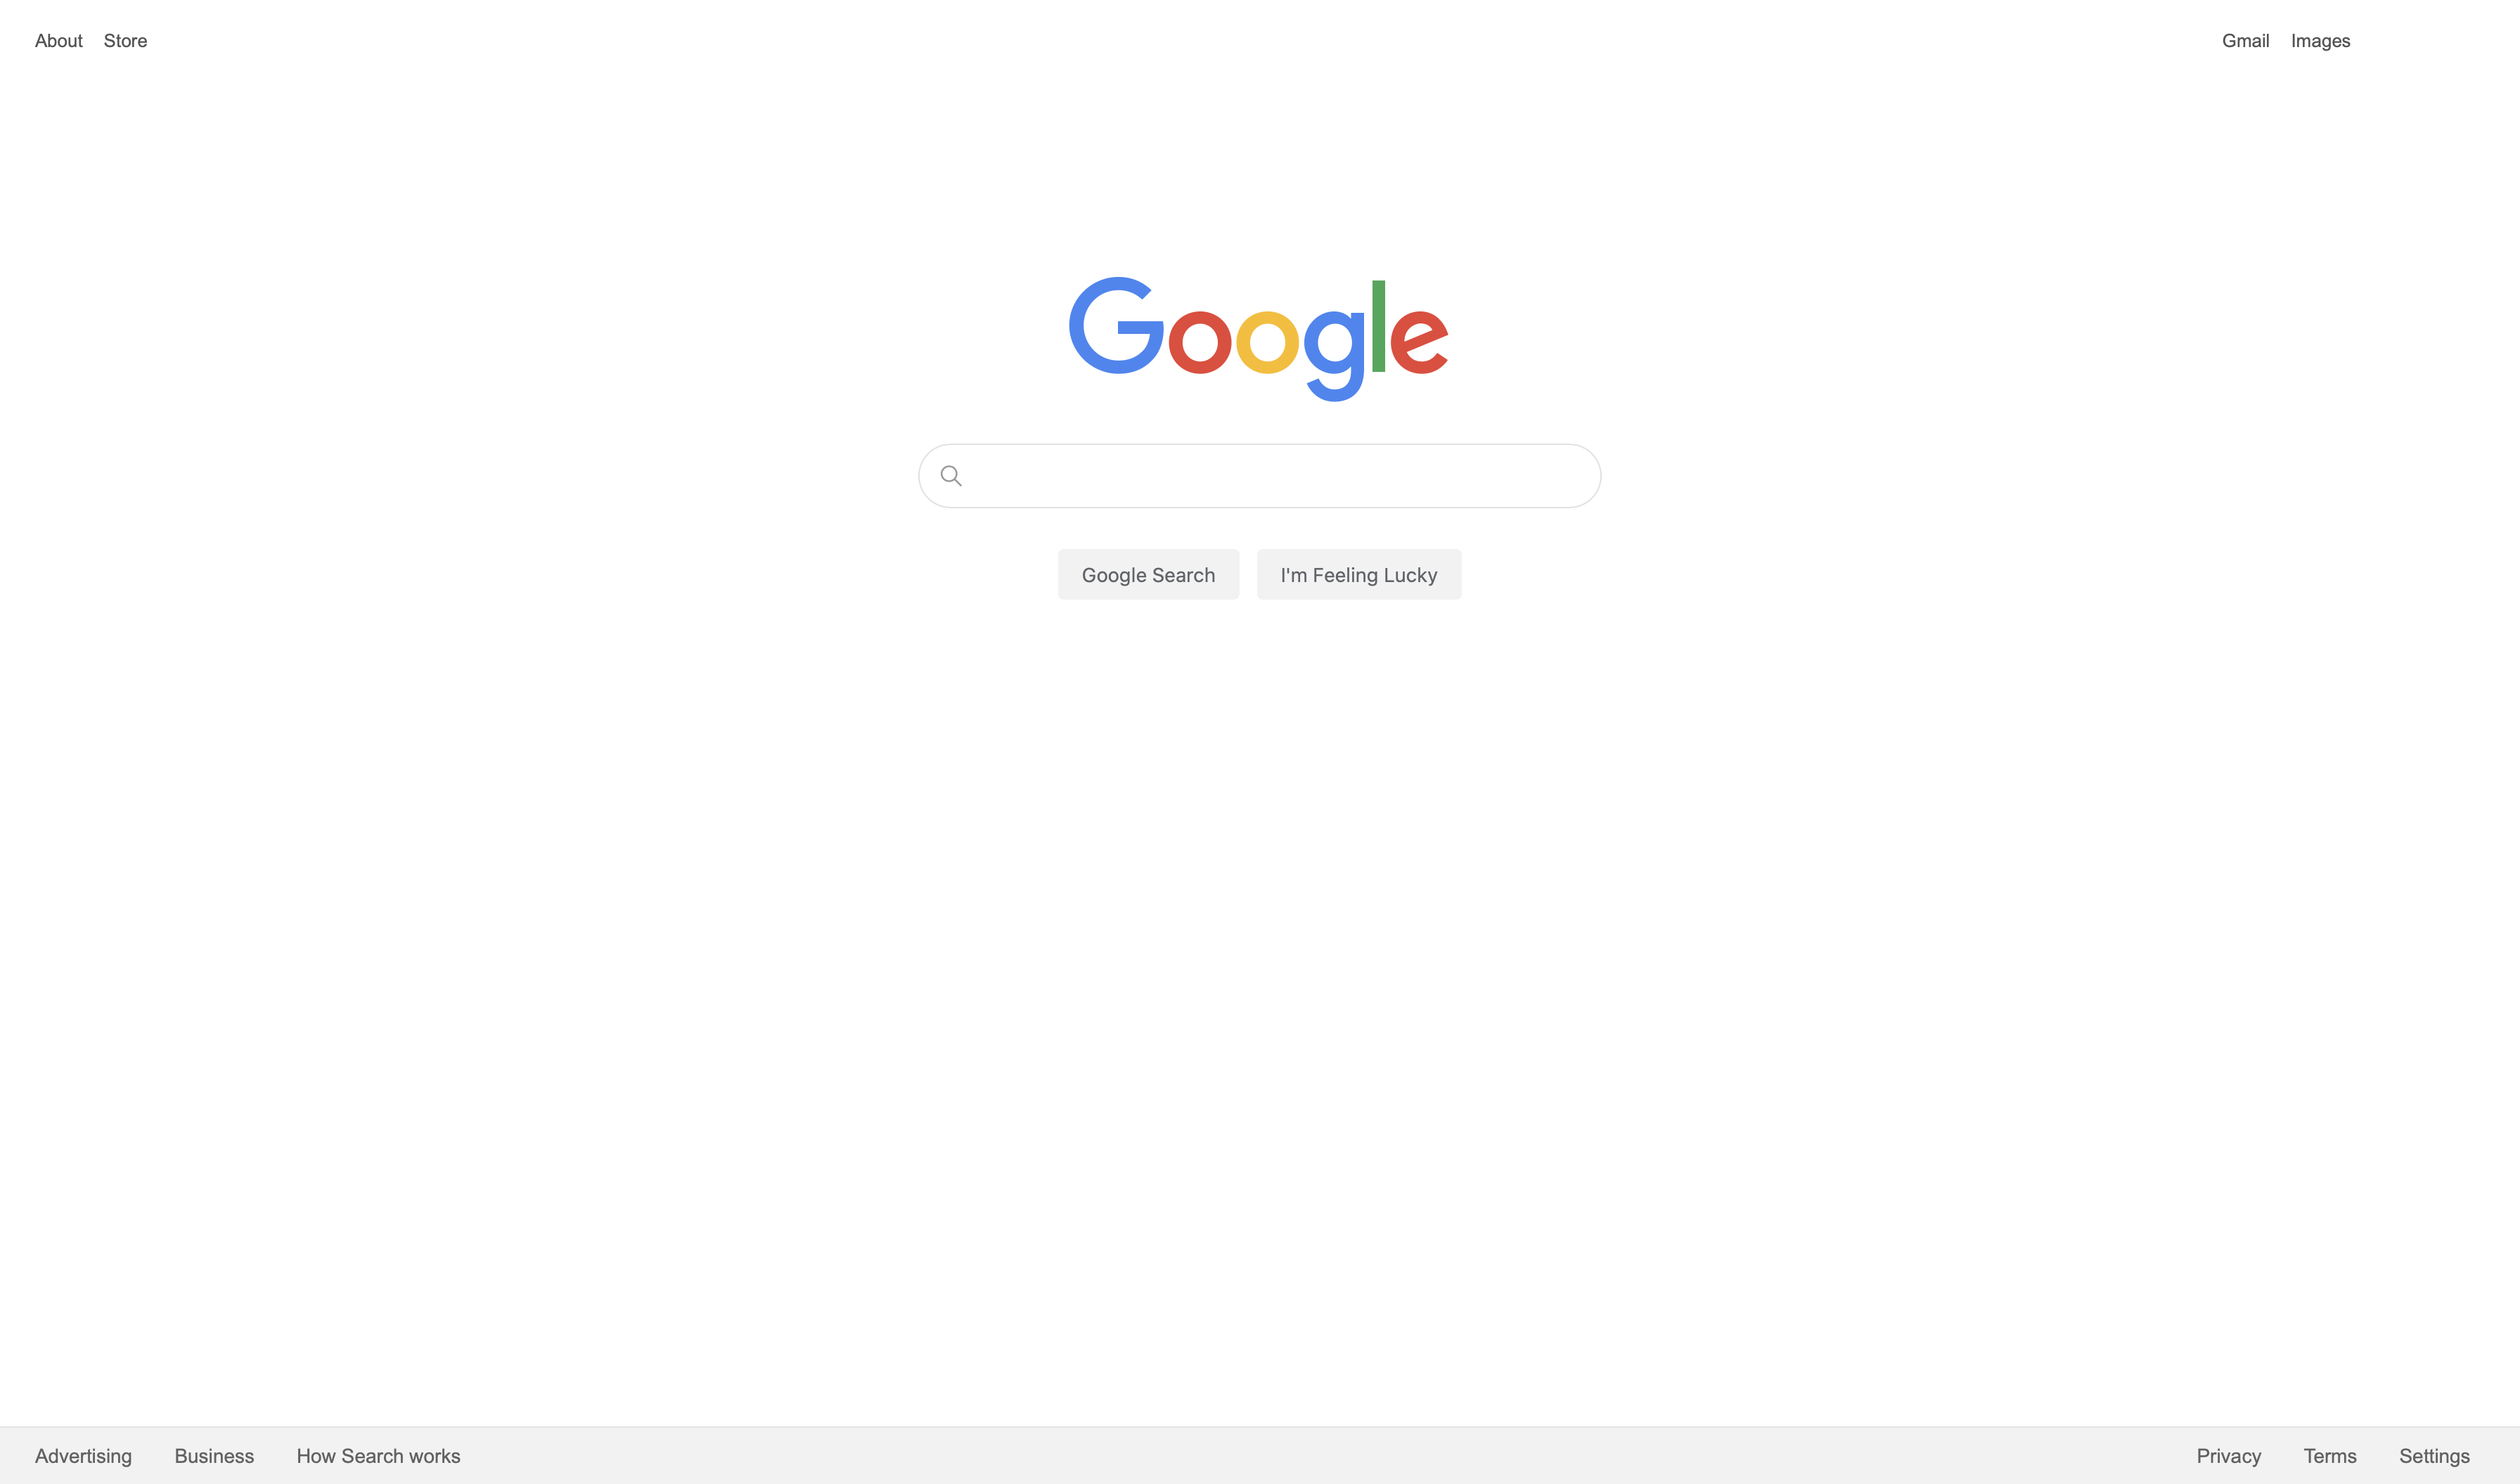 About Store Gmail Images
Google
Google Search I'm Feeling Lucky
Advertising Business How Search works Privacy Terms Settings